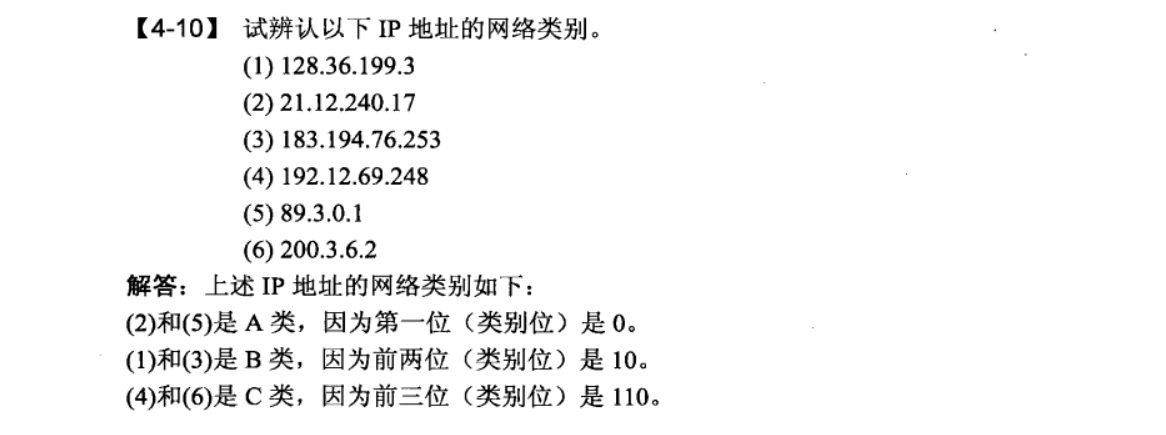 【4-10】 试辨认以下 IP 地址的网络类别。
(1) 128.36.199.3
(2) 21.12.240.17
(3) 183.194.76.253
(4) 192.12.69.248
(5) 89.3.0.1
(6) 200.3.6.2
解答：上述 IP 地址的网络类别如下：
(2)和(5)是 A 类，因为第一位（类别位）是 0。
(1)和(3)是 B 类，因为前两位（类别位）是 10。
(4)和(6)是 C 类，因为前三位（类别位）是 110。